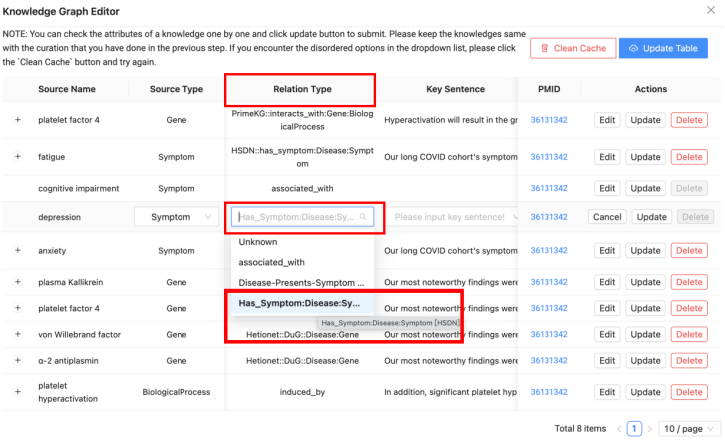 Knowledge Graph Editor
NOTE: You can check the attributes of a knowledge one by one and click update button to submit. Please keep the knowledges same
with the curation that you have done in the previous step. If you encounter the disordered options in the dropdown list, please click
the `Clean Cache` button and try again.
Clean Cache
Update Table
Source Name Source Type Relation Type Key Sentence PMID Actions
+ platelet factor 4 Gene PrimeKG::interacts_with:Gene:Biolog
icalProcess Hyperactivation will result in the gr 36131342 Edit Update Delete
+ fatigue Symptom HSDN::has_symptom:Disease:Sympt
om Our long COVID cohort's symptom 36131342 Edit Update Delete
cognitive impairment Symptom associated_with 36131342 Edit Update Delete
depression Symptom Has_Symptom:Disease:Sy... Please input key sentence! 36131342 Cancel Update Delete
Unknown
+ anxiety Symptom Our long COVID cohort's symptom 36131342 Edit Update Delete
associated_with
+ plasma Kallikrein Gene Disease-Presents-Symptom ... Our most noteworthy findings were 36131342 Edit Update Delete
Has_Symptom:Disease:Sy...
+ platelet factor 4 Gene Our most noteworthy findings were 36131342 Edit Update Delete
Has_Symptom:Disease:Symptom [HSDN]
+ von Willebrand factor Gene Hetionet::DuG::Disease:Gene Our most noteworthy findings were 36131342 Edit Update Delete
+ α-2 antiplasmin Gene Hetionet::DuG::Disease:Gene Our most noteworthy findings were 36131342 Edit Update Delete
+ platelet
hyperactivation BiologicalProcess induced_by In addition, significant platelet hyp 36131342 Edit Update Delete
Total 8 items < 1 > 10 / page